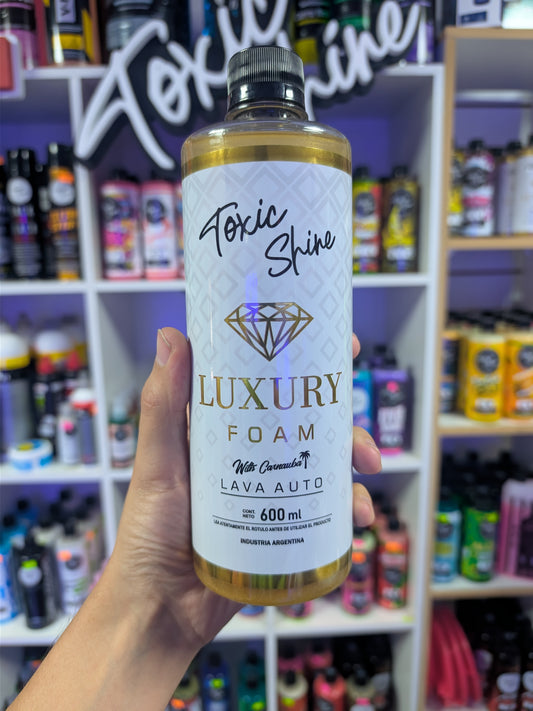 Toxic Shine
Toxic
Shine
LUXURY
FOAM
With Carnauba
LAVA AUTO
CONT.
NETO 600 ml
LEA ATENTAMENTE EL ROTULO ANTES DE UTILIZAR EL PRODUCTO
INDUSTRIA ARGENTINA